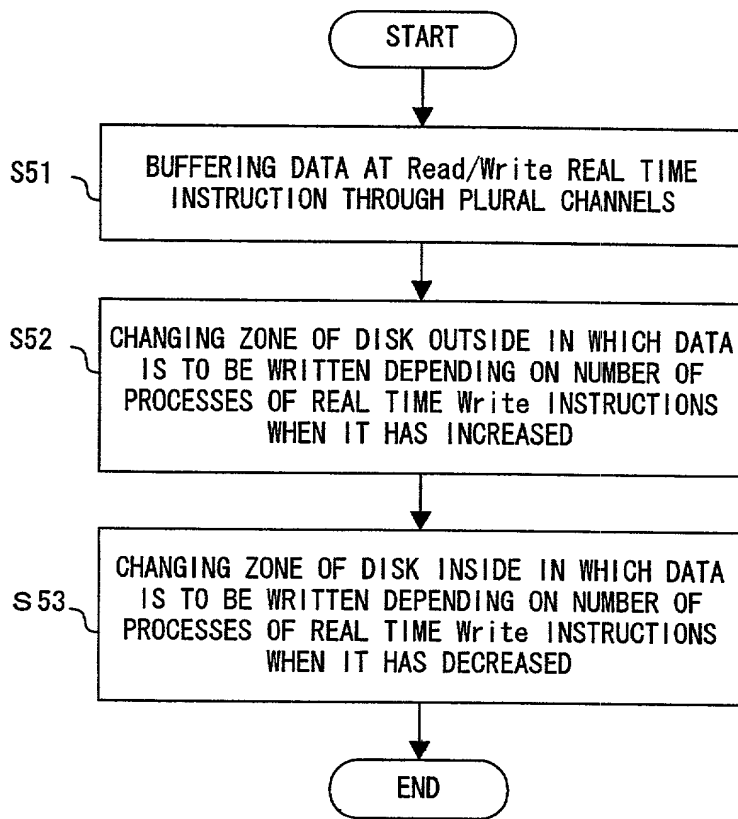 START
S51
BUFFERING DATA AT Read/Write REAL TIME
INSTRUCTION THROUGH PLURAL CHANNELS
S52
CHANGING ZONE OF DISK OUTSIDE IN WHICH DATA
IS TO BE WRITTEN DEPENDING ON NUMBER OF
PROCESSES OF REAL TIME Write INSTRUCTIONS
WHEN IT HAS INCREASED
S53
CHANGING ZONE OF DISK INSIDE IN WHICH DATA
IS TO BE WRITTEN DEPENDING ON NUMBER OF
PROCESSES OF REAL TIME Write INSTRUCTIONS
WHEN IT HAS DECREASED
END